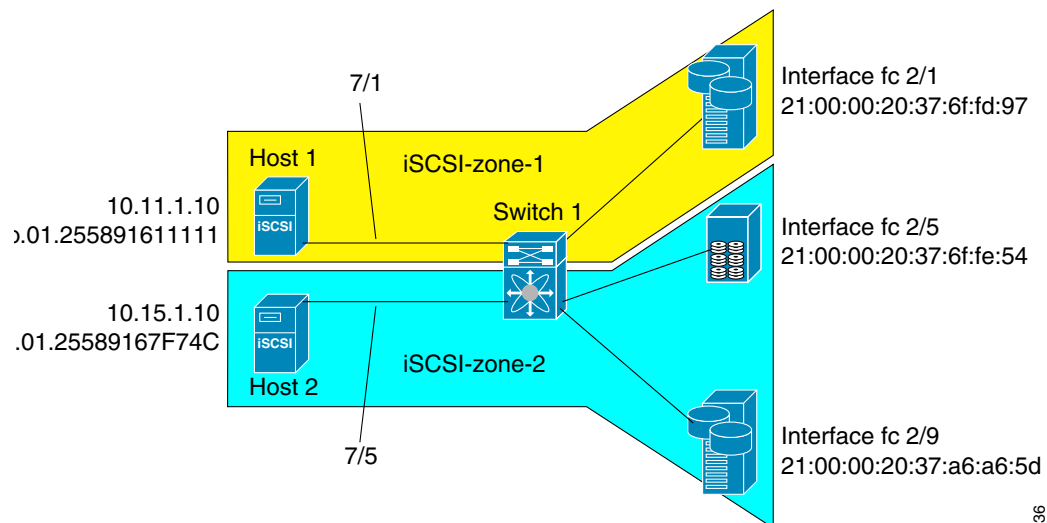 7/1
Interface fc 2/1
21:00:00:20:37:6f:fd:97
Host 1
iSCSI-zone-1
10.11.1.10
.01.255891611111
iSCSI
Switch 1
Interface fc 2/5
21:00:00:20:37:6f:fe:54
10.15.1.10
.01.25589167F74C
iSCSI
Host 2
iSCSI-zone-2
7/5
Interface fc 2/9
21:00:00:20:37:a6:a6:5d
36